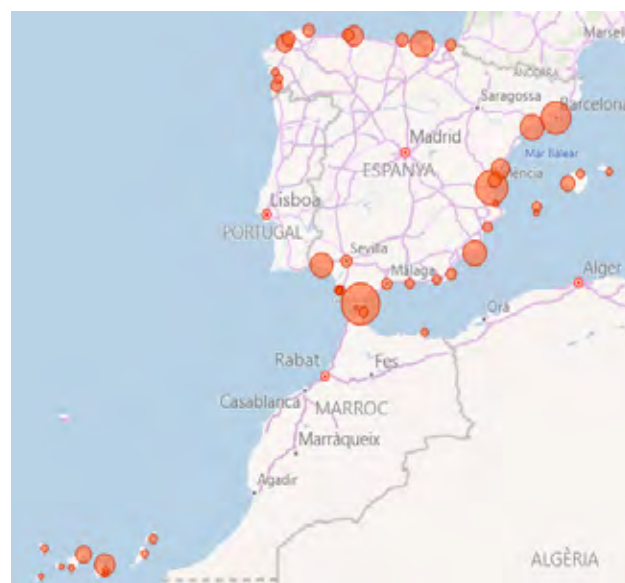 Marsel
ANDORRA
Saragossa
Barcelona
Madrid
Mar Balear
ESPANYA
València
Lisboa
PORTUGAL
Sevilla
Màlaga
Alger
Orà
Rabat
Fes
Casablanca
MARROC
Marràqueix
Agadir
ALGÈRIA